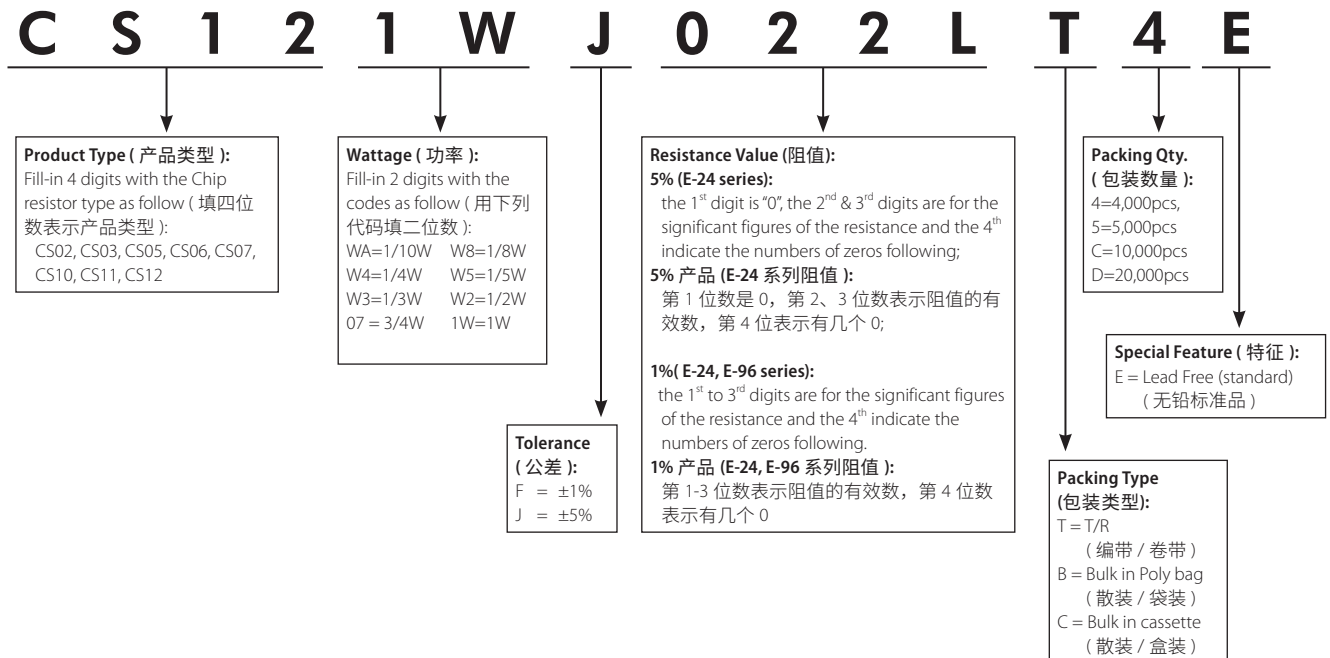 C S 1 2 1 W J 0 2 2 L T 4 E
Product Type ( 产品类型 ):
Fill-in 4 digits with the Chip
resistor type as follow ( 填四位
数表示产品类型 ):
CS02, CS03, CS05, CS06, CS07,
CS10, CS11, CS12
Wattage ( 功率 ):
Fill-in 2 digits with the
codes as follow ( 用下列
代码填二位数 ):
WA=1/10W W8=1/8W
W4=1/4W W5=1/5W
W3=1/3W W2=1/2W
07 = 3/4W 1W=1W
Tolerance
( 公差 ):
F = ±1%
J = ±5%
Resistance Value (阻值):
5% (E-24 series):
the 1st digit is "0", the 2nd & 3rd digits are for the
significant figures of the resistance and the 4th
indicate the numbers of zeros following;
5% 产品 (E-24 系列阻值 ):
第 1 位数是 0，第 2、3 位数表示阻值的有
效数，第 4 位表示有几个 0;
1%( E-24, E-96 series):
the 1st to 3rd digits are for the significant figures
of the resistance and the 4th indicate the
numbers of zeros following.
1% 产品 (E-24, E-96 系列阻值 ):
第 1-3 位数表示阻值的有效数，第 4 位数
表示有几个 0
Packing Type
(包装类型):
T = T/R
( 编带 / 卷带 )
B = Bulk in Poly bag
( 散装 / 袋装 )
C = Bulk in cassette
( 散装 / 盒装 )
Packing Qty.
( 包装数量 ):
4=4,000pcs,
5=5,000pcs
C=10,000pcs
D=20,000pcs
Special Feature ( 特征 ):
E = Lead Free (standard)
( 无铅标准品 )